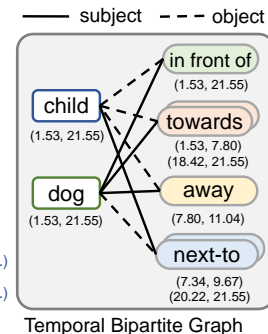 subject object
in front of
(1.53, 21.55)
child
(1.53, 21.55)
towards
(1.53, 7.80)
(18.42, 21.55)
dog
(1.53, 21.55)
away
(7.80, 11.04)
next-to
(7.34, 9.67)
(20.22, 21.55)
.)
.)
Temporal Bipartite Graph